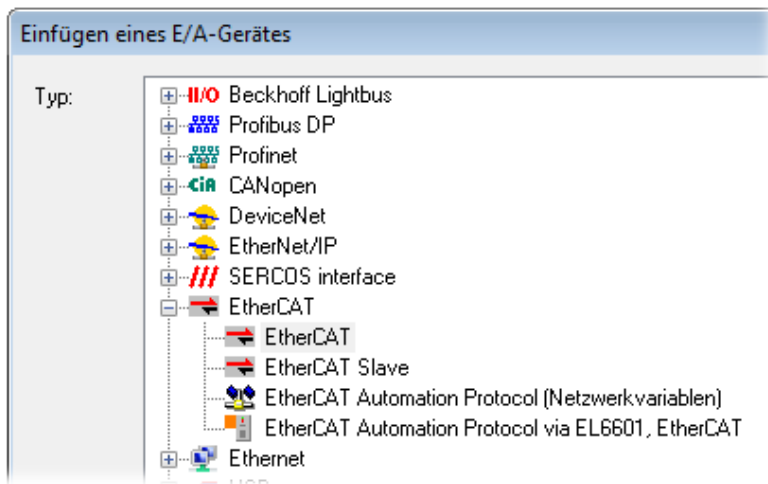 Einfügen eines E/A-Gerätes
Typ:
II/O Beckhoff Lightbus
Profibus DP
Profinet
CiA CANopen
DeviceNet
EtherNet/IP
SERCOS interface
EtherCAT
EtherCAT
EtherCAT Slave
EtherCAT Automation Protocol (Netzwerkvariablen)
EtherCAT Automation Protocol via EL6601, EtherCAT
Ethernet